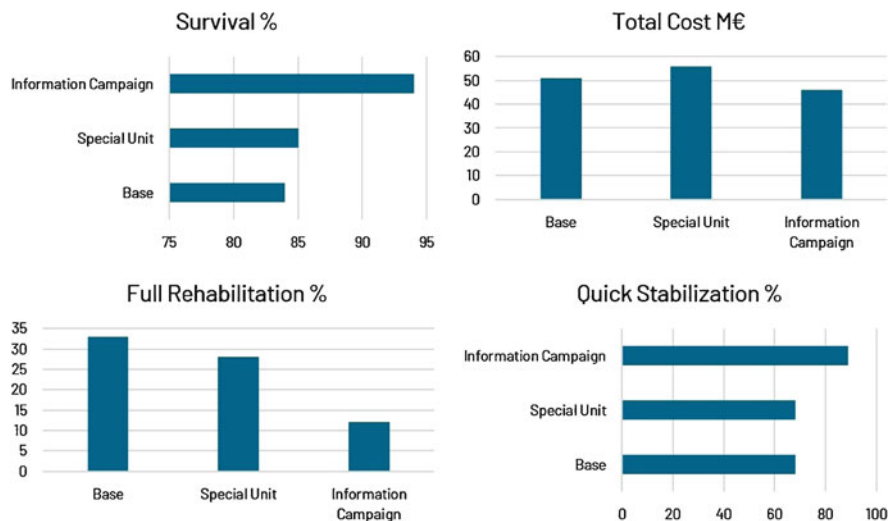 Survival %
Information Campaign
Special Unit
Base
75 80 85 90 95
Total Cost M€
60
50
40
30
20
10
0
Base Special Unit Information
Campaign
Full Rehabilitation %
35
30
25
20
15
10
5
0
Base Special Unit Information
Campaign
Quick Stabilization %
Information Campaign
Special Unit
Base
0 20 40 60 80 100